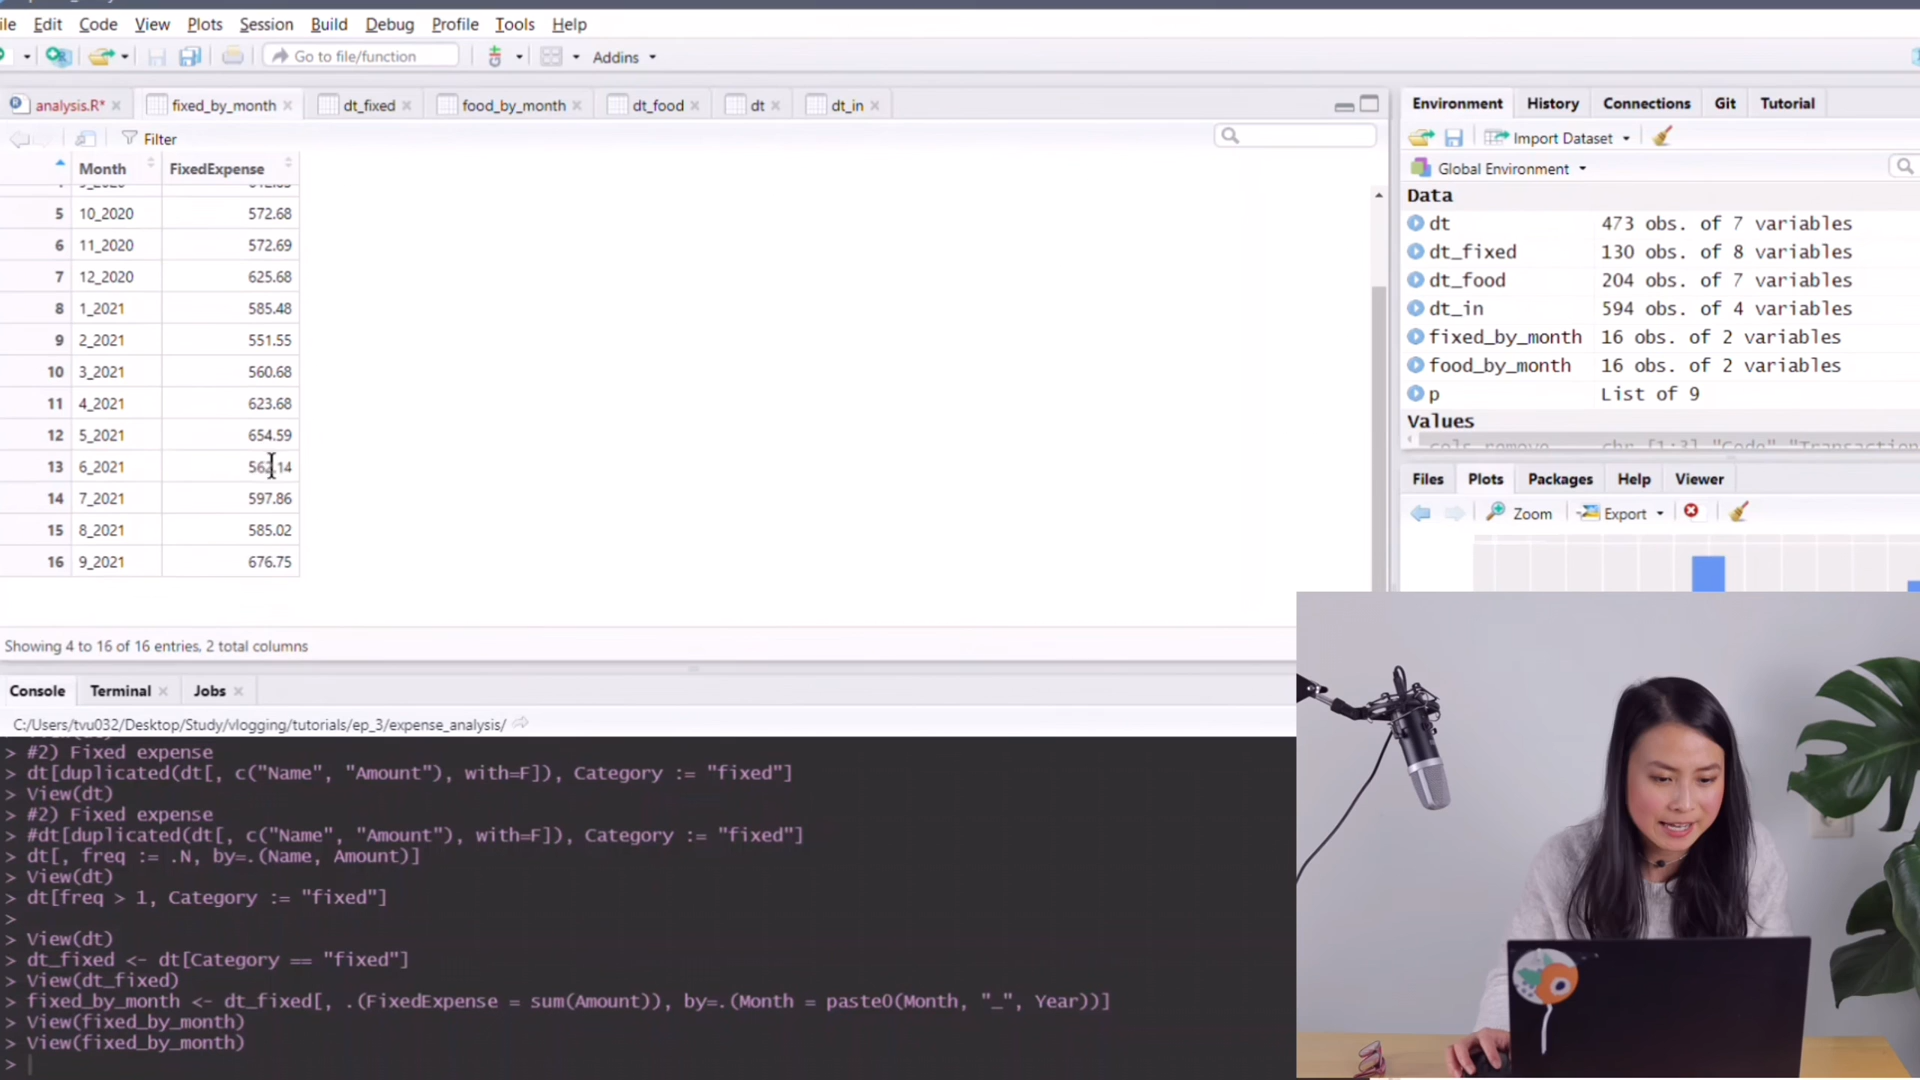 ile Edit Code View Plots Session Build Debug Profile Tools Help
Go to file/function Addins
analysis.R* fixed_by_month dt_fixed food_by_month dt_food dt dt_in
Filter
Month FixedExpense
5 10_2020 572.68
6 11_2020 572.69
7 12_2020 625.68
8 1_2021 585.48
9 2_2021 551.55
10 3_2021 560.68
11 4_2021 623.68
12 5_2021 654.59
13 6_2021
14 7_2021 597.86
15 8_2021 585.02
16 9_2021 676.75
Showing 4 to 16 of 16 entries, 2 total columns
Console Terminal Jobs
C:/Users/tvu032/Desktop/Study/vlogging/tutorials/ep_3/expense_analysis/
> #2) Fixed expense
> dt[duplicated(dt[, c("Name", "Amount"), with=F]), Category := "fixed"]
> View(dt)
> #2) Fixed expense
> #dt[duplicated(dt[, c("Name", "Amount"), with=F]), Category := "fixed"]
> dt[, freq := .N, by=.(Name, Amount)]
> View(dt)
> dt[freq > 1, Category := "fixed"]
>
> View(dt)
> dt_fixed <- dt[Category == "fixed"]
> View(dt_fixed)
> fixed_by_month <- dt_fixed[, .(FixedExpense = sum(Amount)), by=.(Month = paste0(Month, "_", Year))]
> View(fixed_by_month)
> View(fixed_by_month)
>
Environment History Connections Git Tutorial
Import Dataset
Global Environment
Data
dt 473 obs. of 7 variables
dt_fixed 130 obs. of 8 variables
dt_food 204 obs. of 7 variables
dt_in 594 obs. of 4 variables
fixed_by_month 16 obs. of 2 variables
food_by_month 16 obs. of 2 variables
p List of 9
Values
Files Plots Packages Help Viewer
Zoom Export